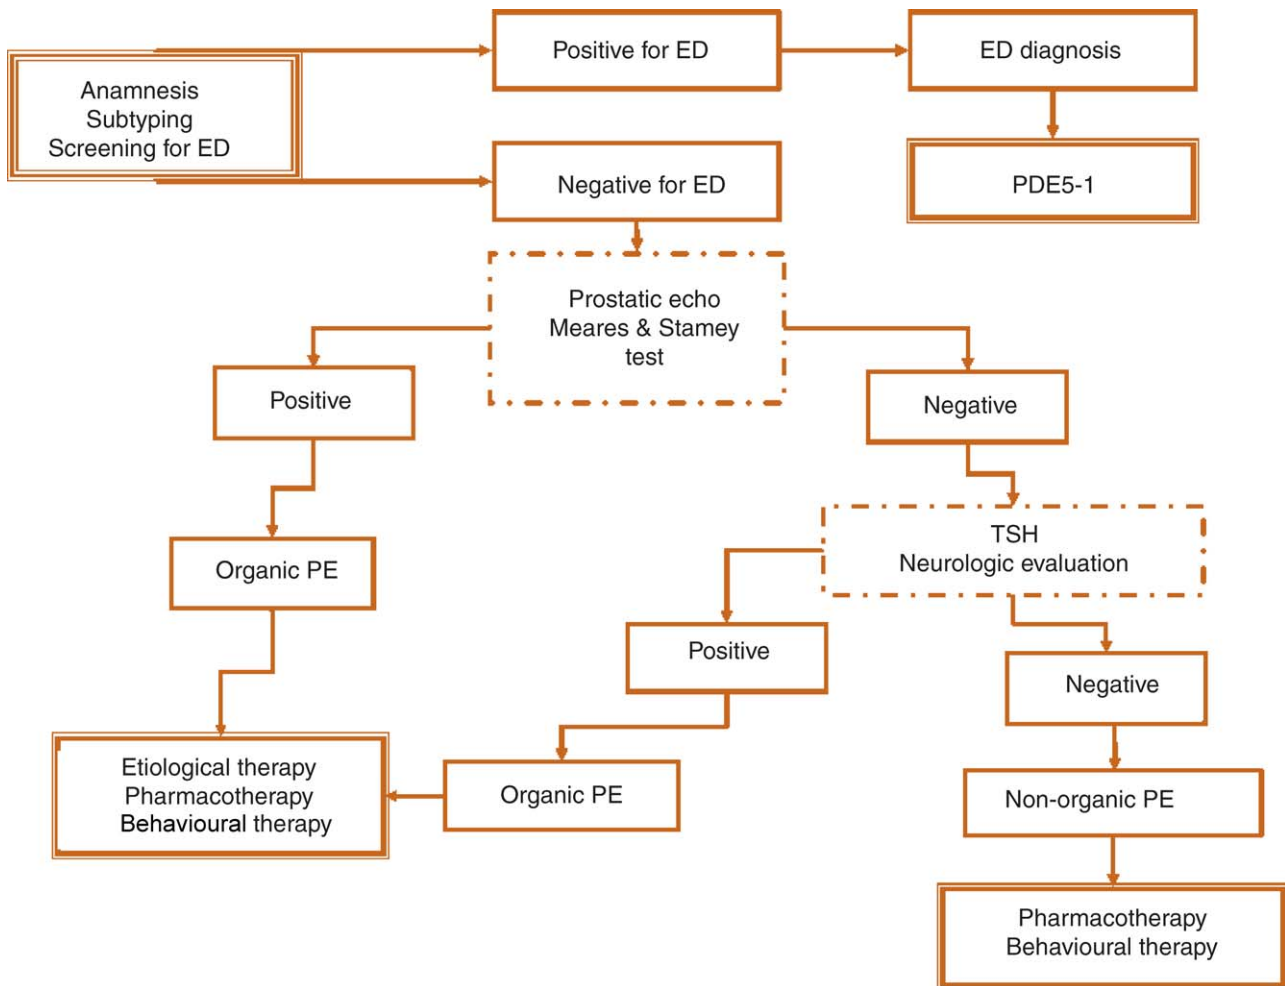 Positive for ED
ED diagnosis
Anamnesis
Subtyping
Screening for ED
Negative for ED
PDE5-1
Prostatic echo
Meares & Stamey
test
Positive
Negative
TSH
Neurologic evaluation
Organic PE
Positive
Negative
Etiological therapy
Pharmacotherapy
Behavioural therapy
Organic PE
Non-organic PE
Pharmacotherapy
Behavioural therapy